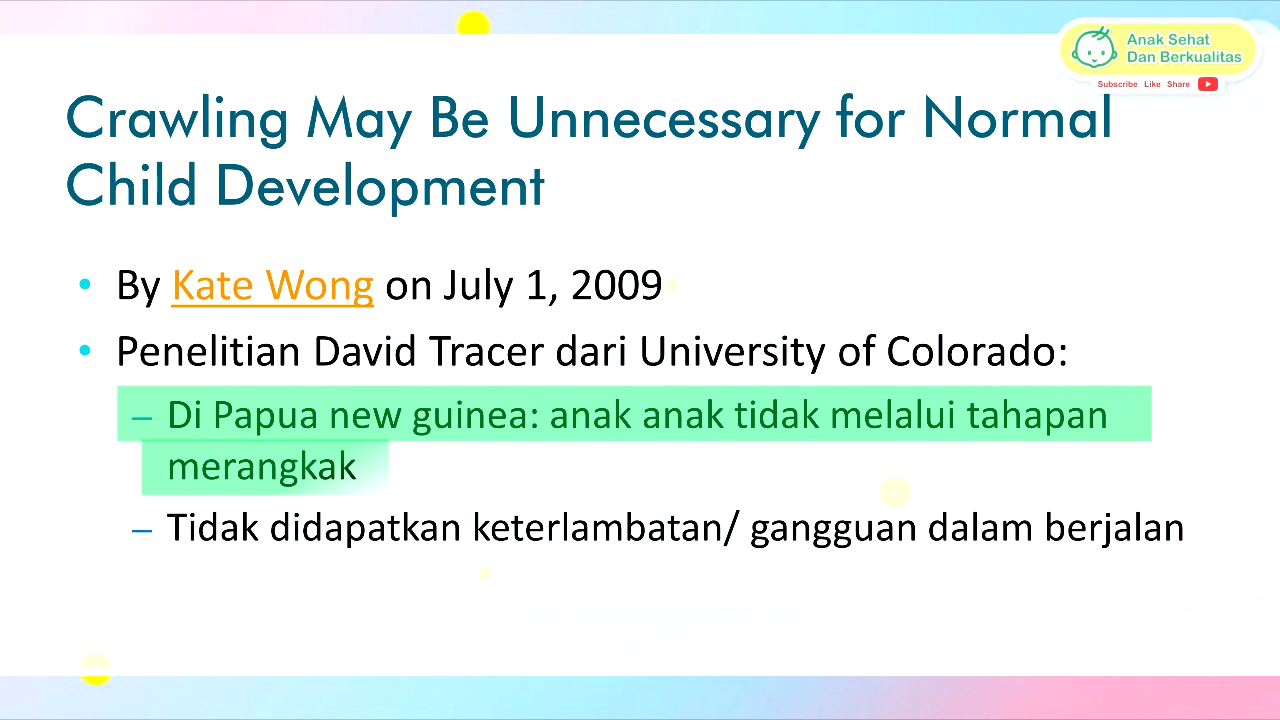 Anak Sehat
Dan Berkualitas
Subscribe Like Share
Crawling May Be Unnecessary for Normal
Child Development
• By Kate Wong on July 1, 2009
• Penelitian David Tracer dari University of Colorado:
– Di Papua new guinea: anak anak tidak melalui tahapan
merangkak
– Tidak didapatkan keterlambatan/ gangguan dalam berjalan